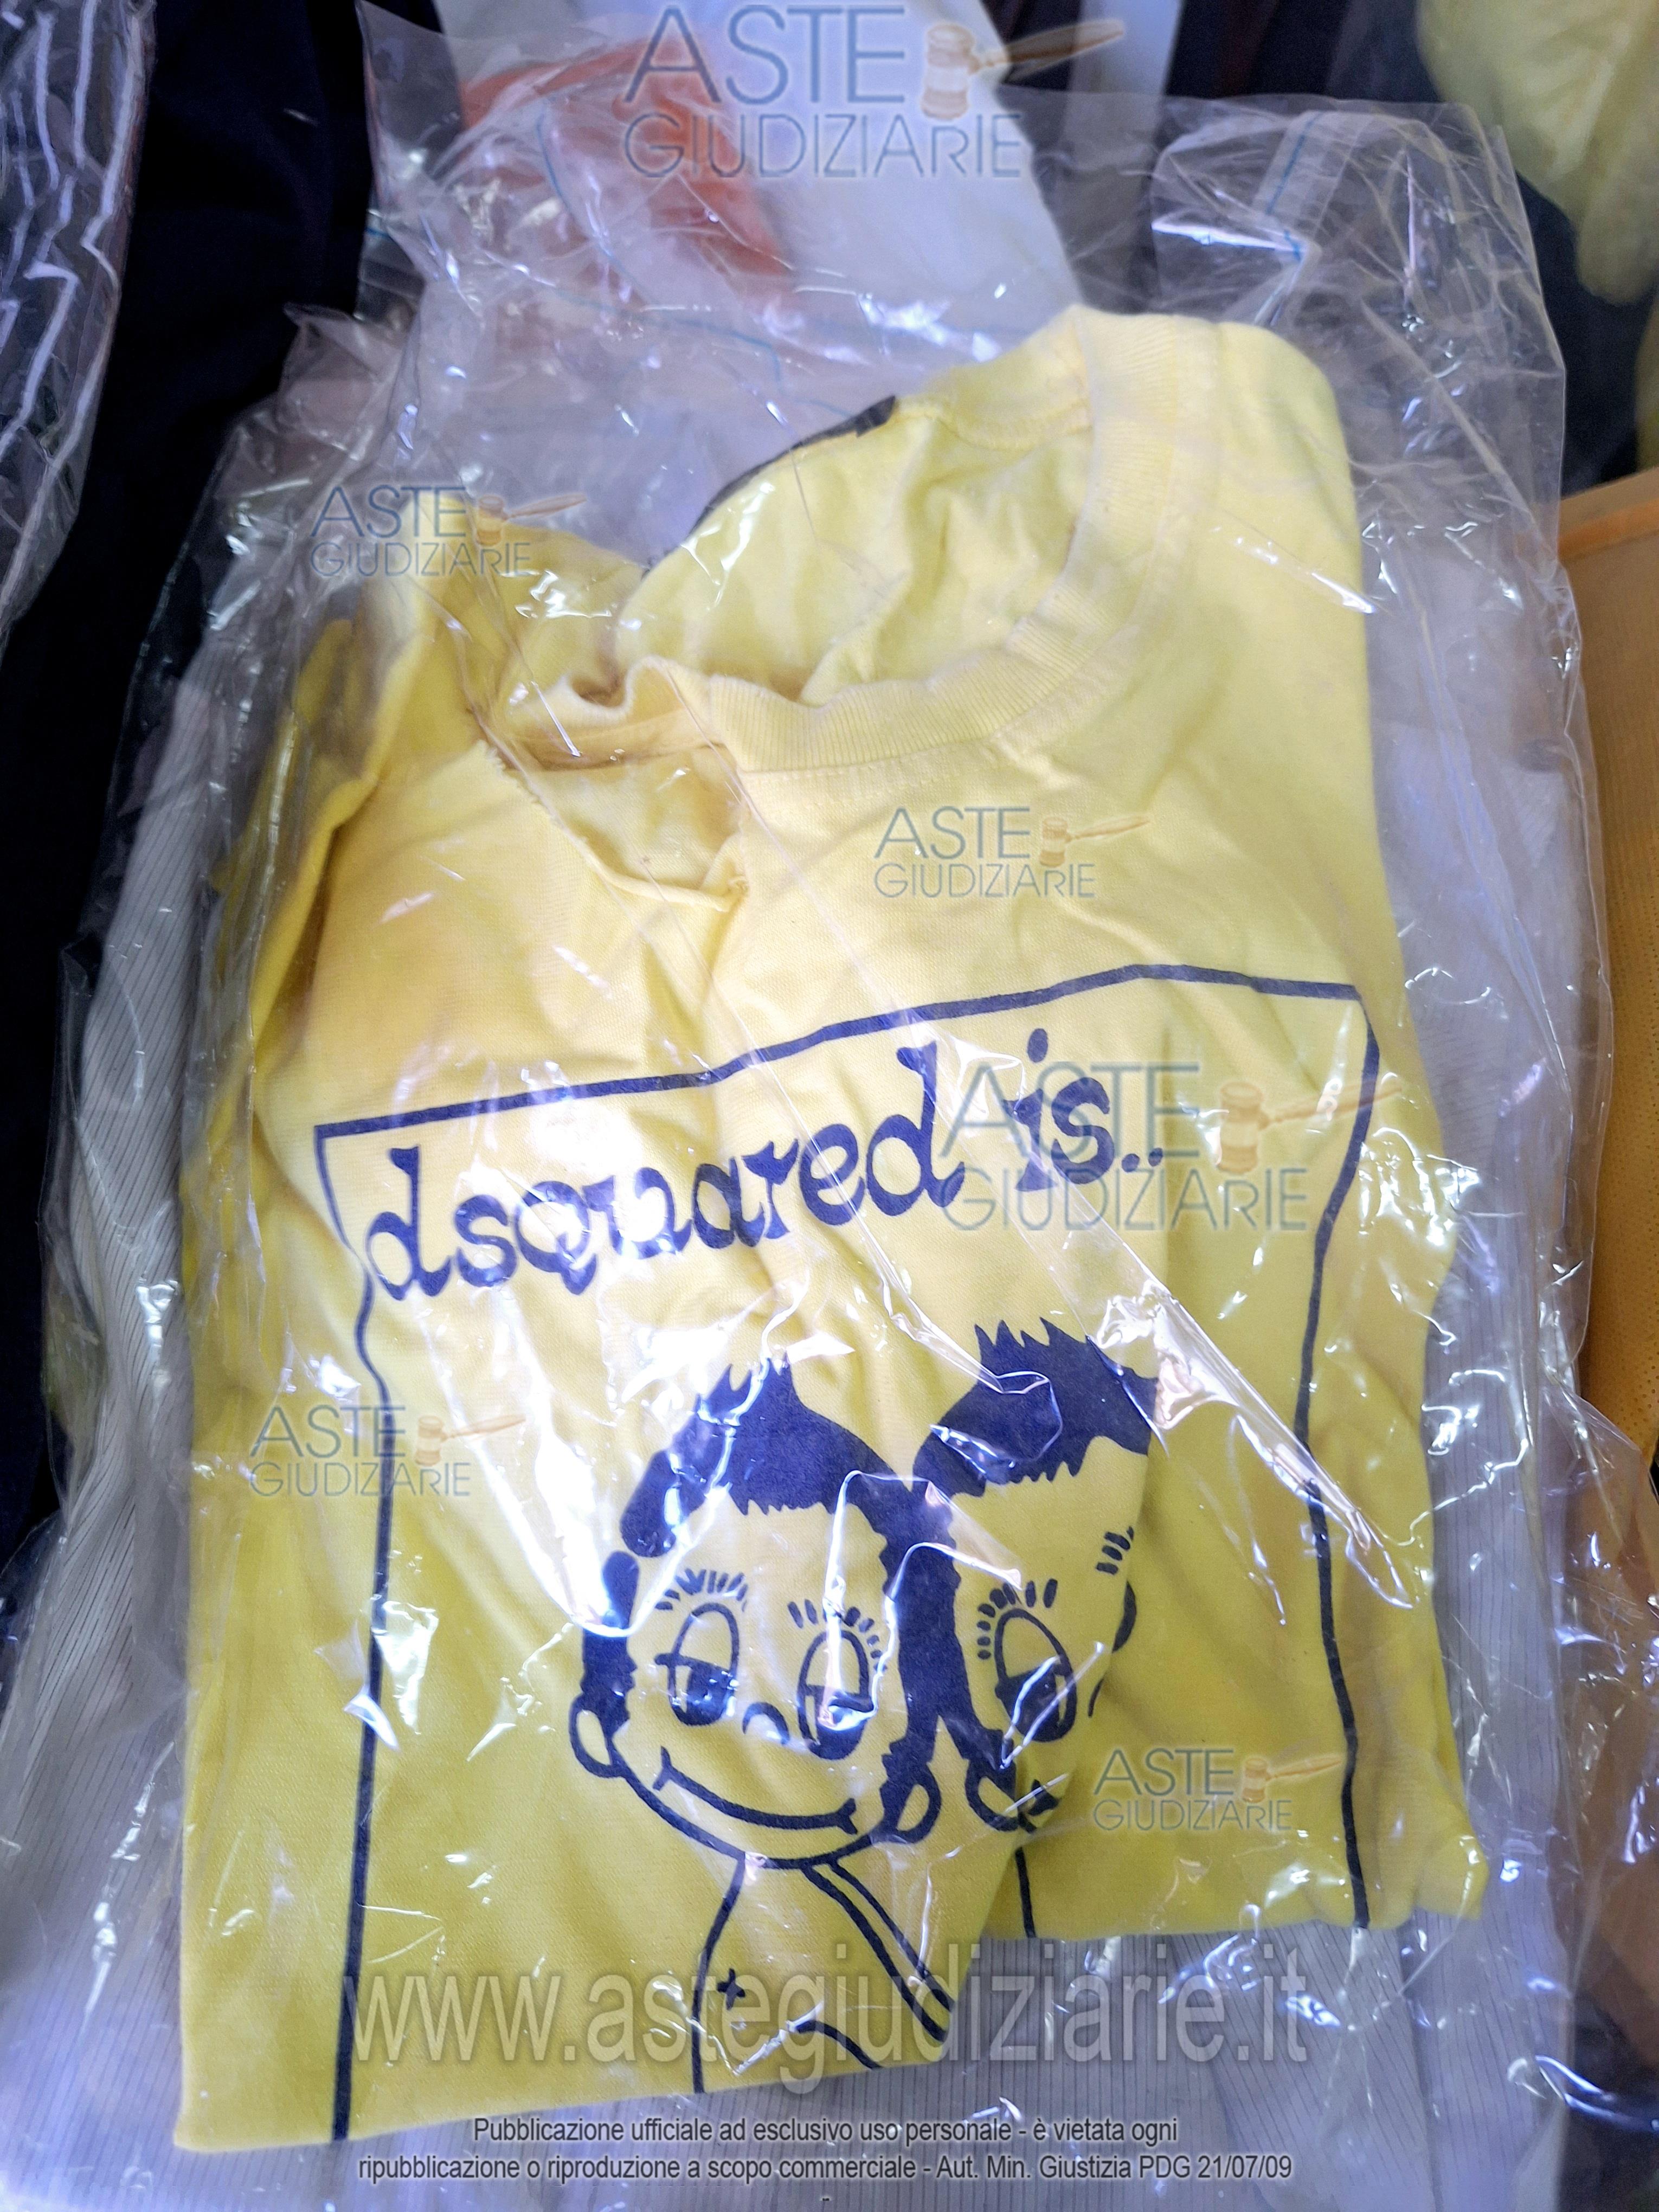 ASTE
GIUDIZIARIE
ASTE
GIUDIZIARIE
ASTE
GIUDIZIARIE
dsquared is..
ASTE
GIUDIZIARIE
ASTE
GIUDIZIARIE
ASTE
GIUDIZIARIE
www.astegiudiziarie.it
Pubblicazione ufficiale ad esclusivo uso personale - è vietata ogni
ripubblicazione o riproduzione a scopo commerciale - Aut. Min. Giustizia PDG 21/07/09
-